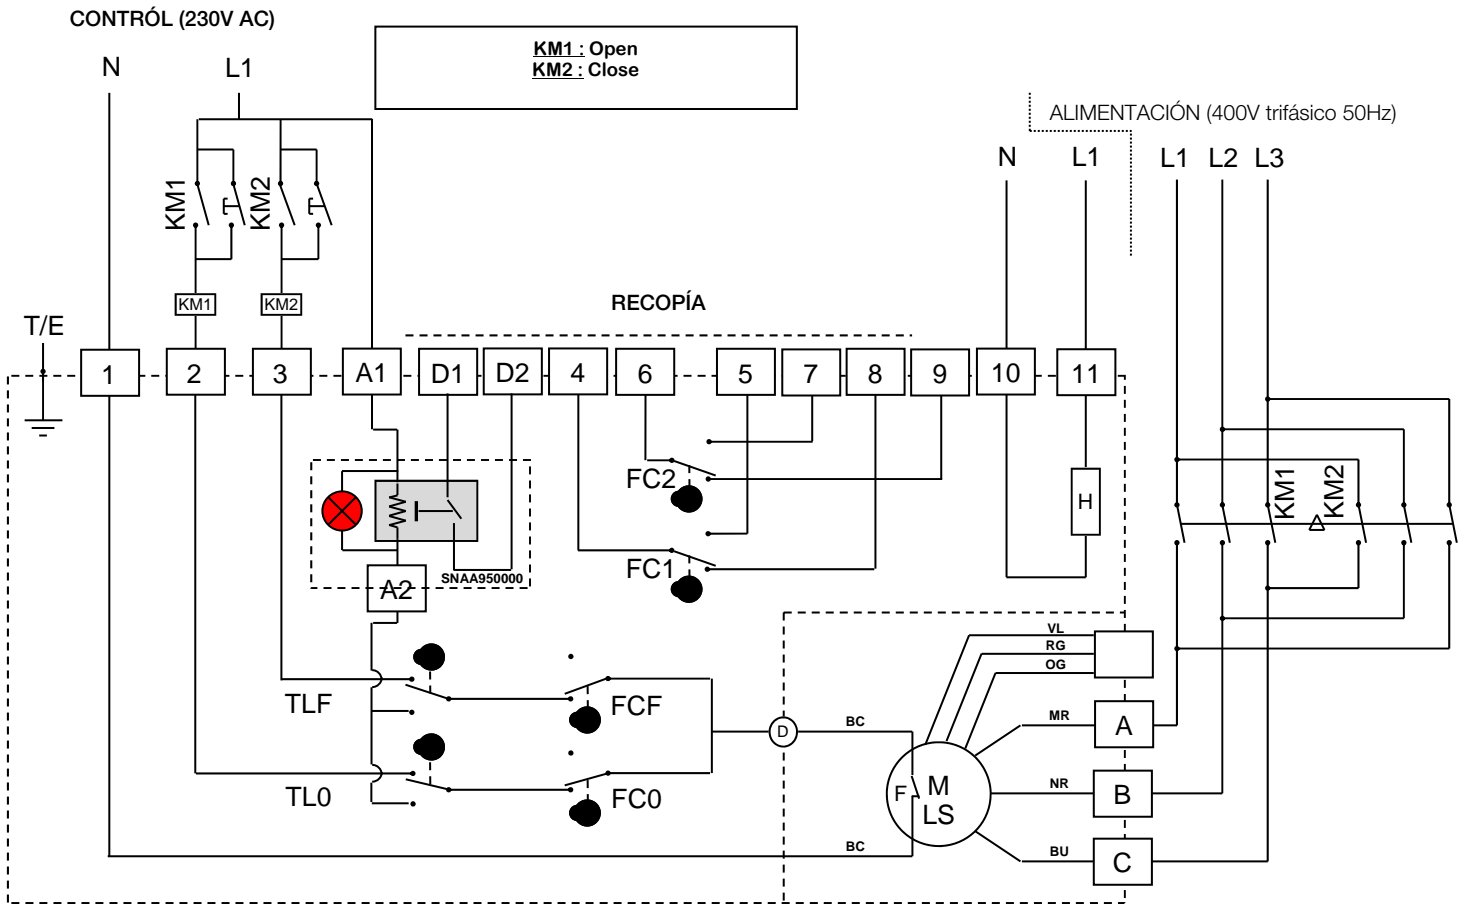 CONTRÓL (230V AC)
KM1 : Open
KM2 : Close
N
L1
ALIMENTACIÓN (400V trifásico 50Hz)
N
L1
L1
L2
L3
KM1
KM2
KM1
KM2
RECOPÍA
T/E
1
2
3
A1
D1
D2
4
6
5
7
8
9
10
11
FC2
H
KM1
KM2
FC1
SNAA950000
A2
VL
RG
OG
TLF
FCF
MR
A
D
BC
TL0
FC0
F
M
LS
NR
B
BC
BU
C